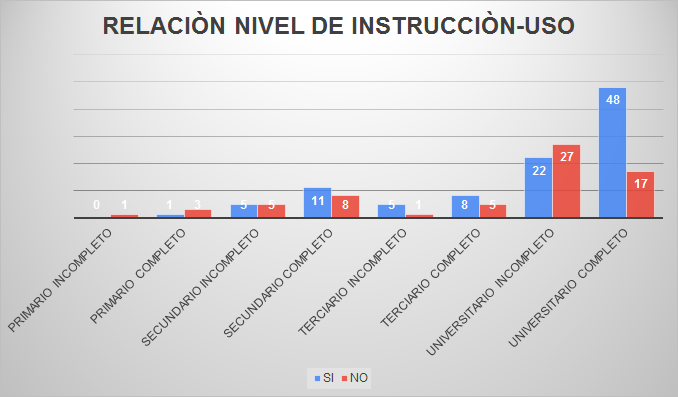 RELACIÒN NIVEL DE INSTRUCCIÒN-USO
0 1 1 3 5 5 11 8 5 1 8 5 22 27 48 17
PRIMARIO INCOMPLETO
PRIMARIO COMPLETO
SECUNDARIO INCOMPLETO
SECUNDARIO COMPLETO
TERCIARIO INCOMPLETO
TERCIARIO COMPLETO
UNIVERSITARIO INCOMPLETO
UNIVERSITARIO COMPLETO
SI NO